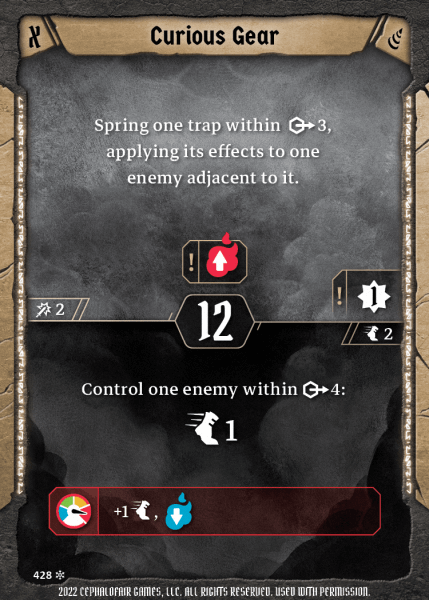 Curious Gear
Spring one trap within 3,
applying its effects to one
enemy adjacent to it.
!
! 1
2
12
2
Control one enemy within 4:
1
+1 ,
428
2022 CEPHALOFAIR GAMES, LLC. ALL RIGHTS RESERVED. USED WITH PERMISSION.